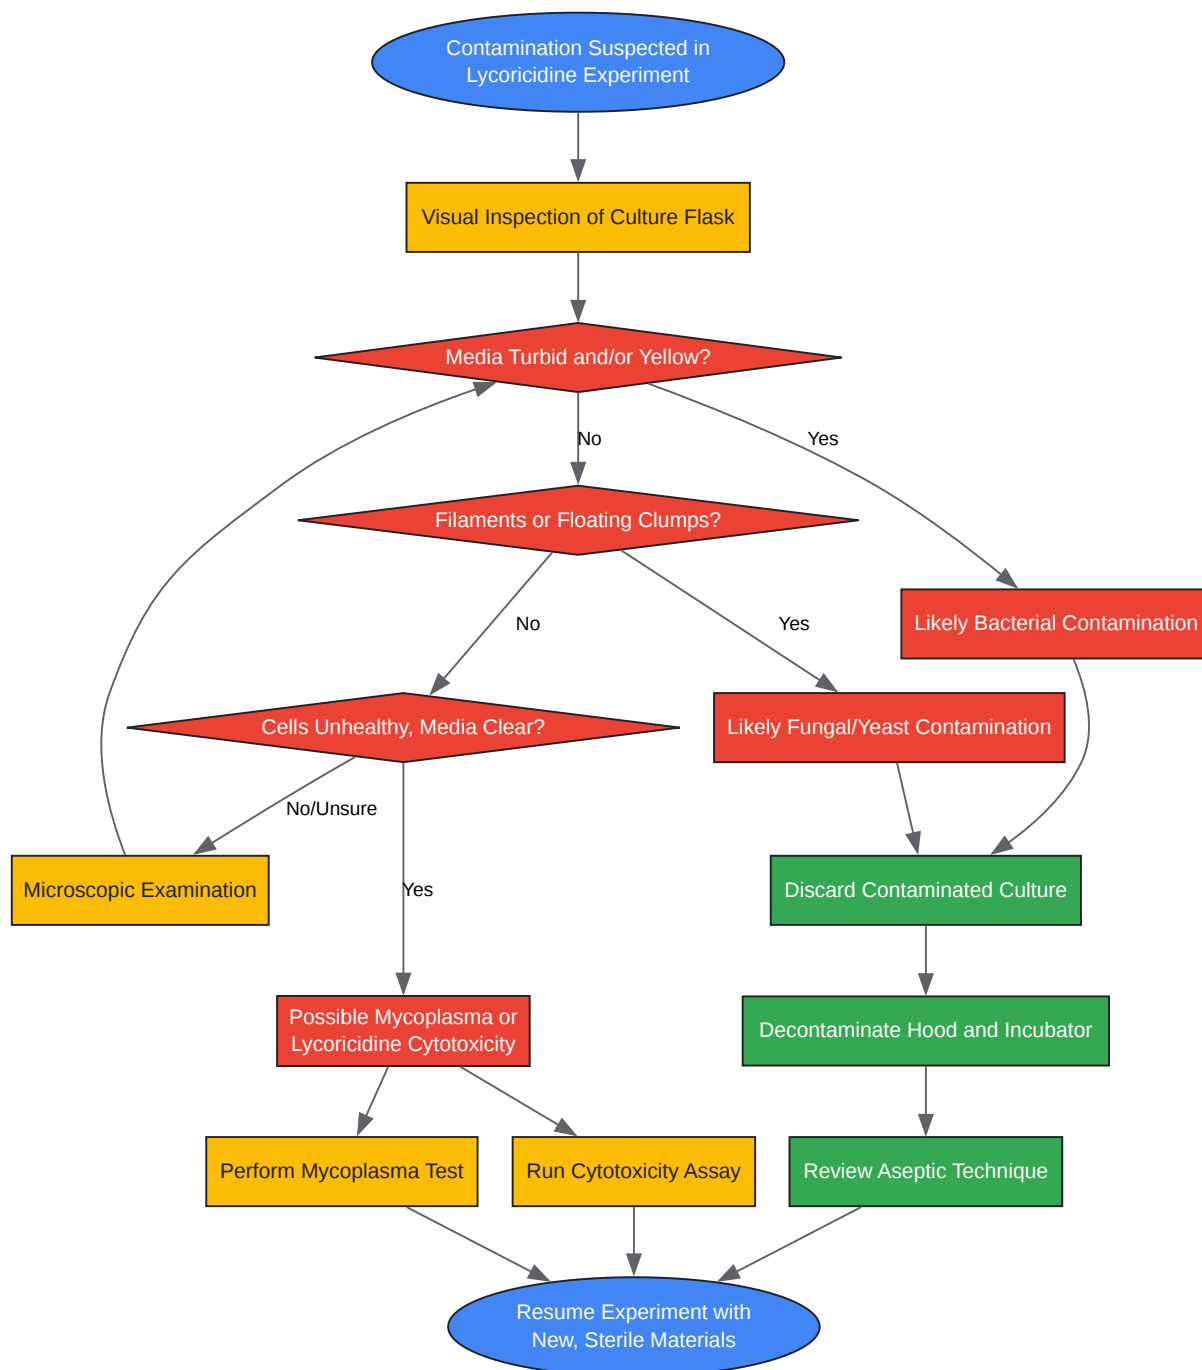 Contamination Suspected in
Lycoricidine Experiment
Visual Inspection of Culture Flask
Media Turbid and/or Yellow?
No
Yes
Filaments or Floating Clumps?
No
Yes
Likely Bacterial Contamination
Cells Unhealthy, Media Clear?
Likely Fungal/Yeast Contamination
No/Unsure
Yes
Microscopic Examination
Discard Contaminated Culture
Possible Mycoplasma or
Lycoricidine Cytotoxicity
Decontaminate Hood and Incubator
Perform Mycoplasma Test
Run Cytotoxicity Assay
Review Aseptic Technique
Resume Experiment with
New, Sterile Materials